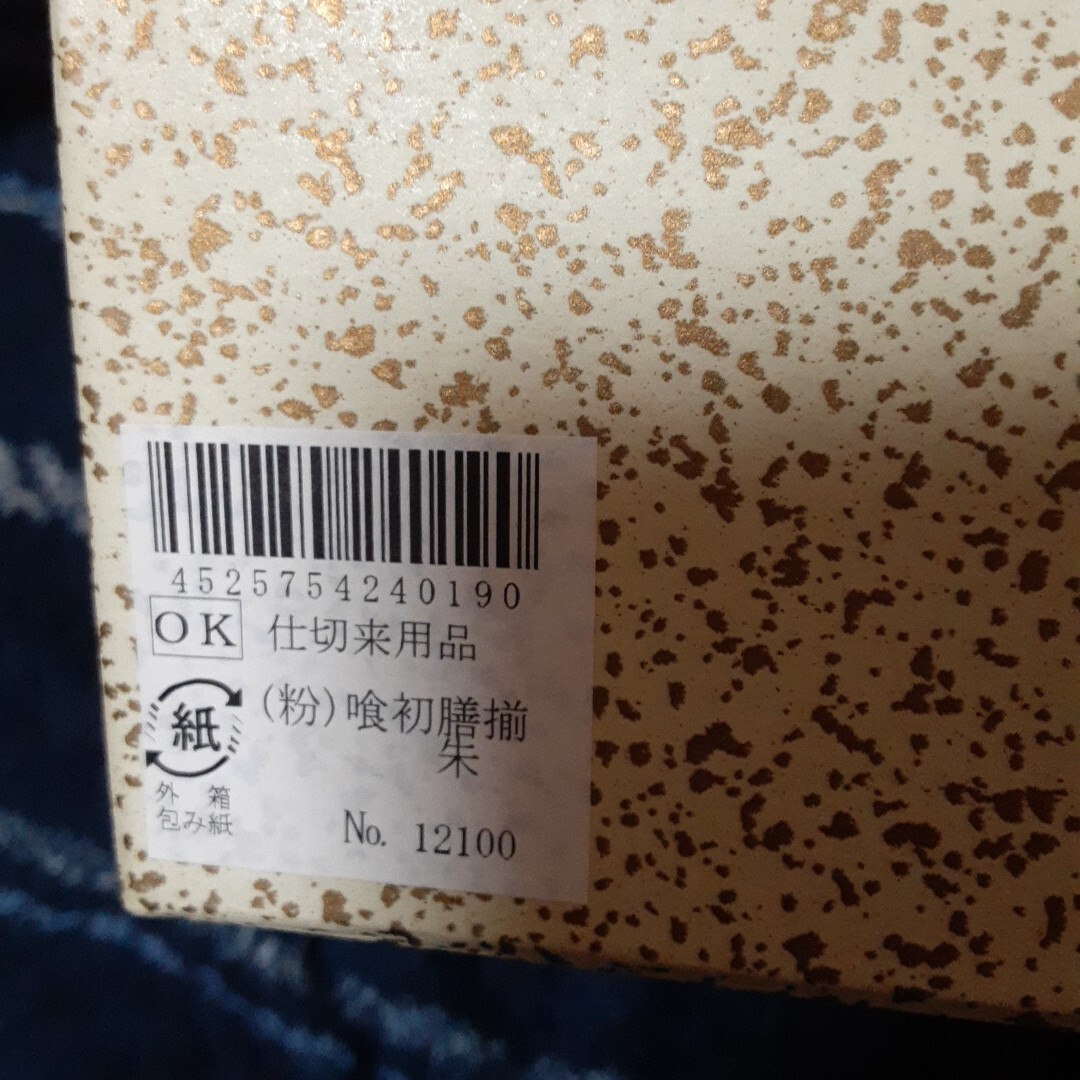 4525754240190
OK 仕切来用品
(粉)喰初膳揃
朱
紙
外 箱
包み紙
No. 12100